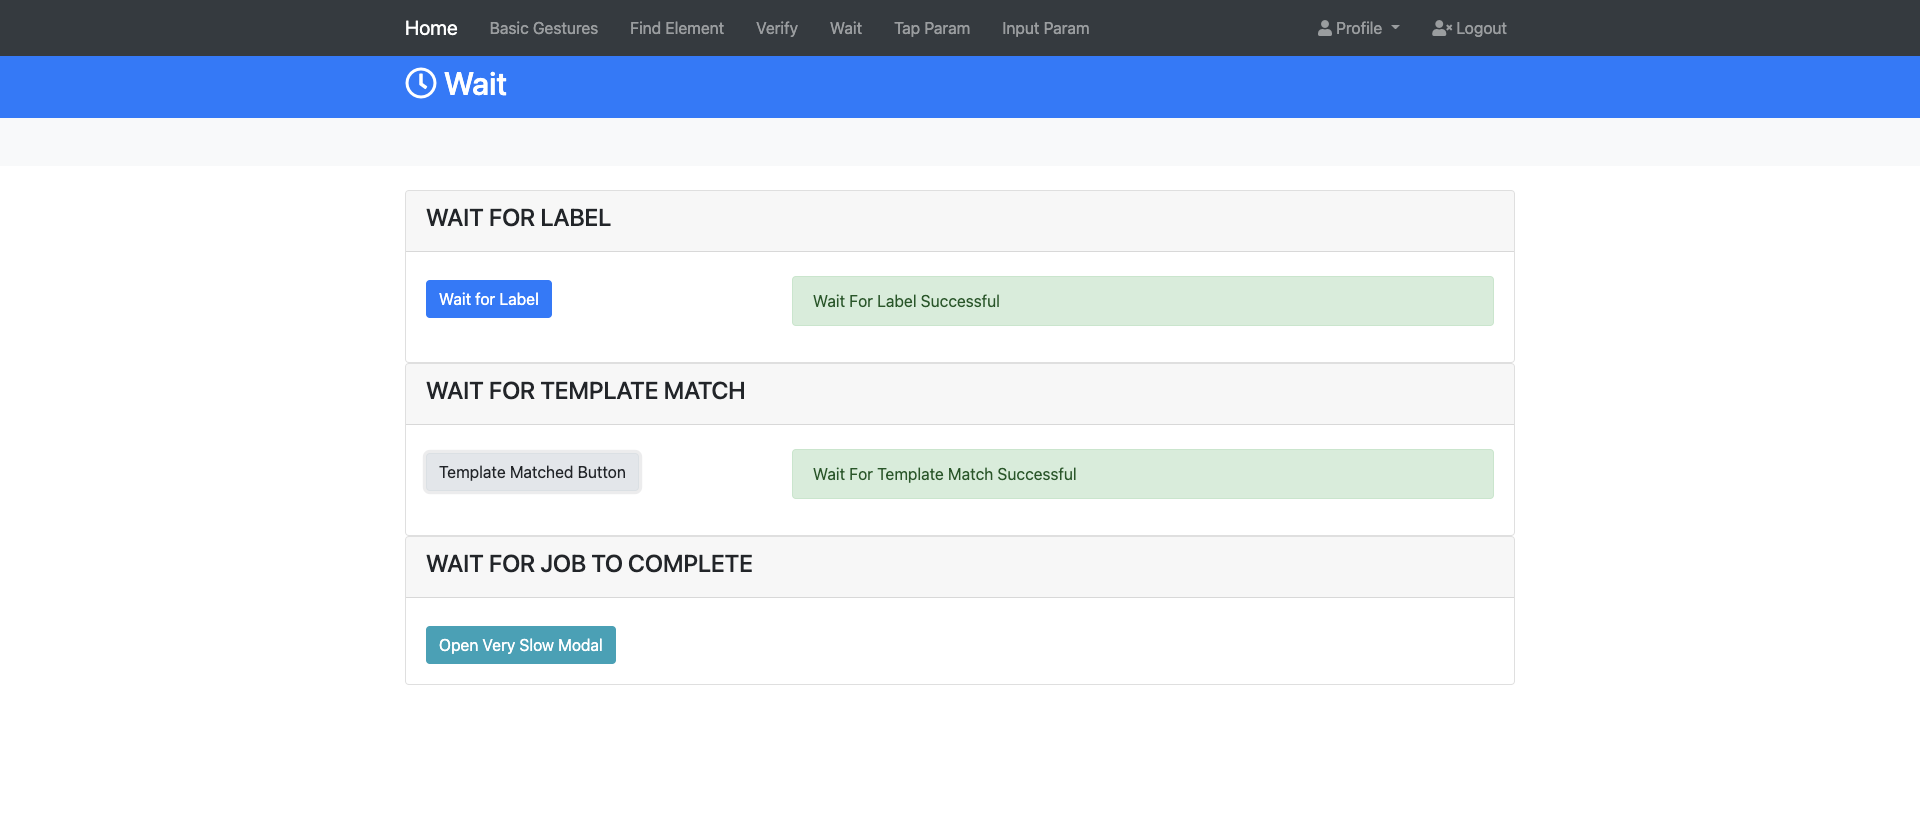 Home Basic Gestures Find Element Verify Wait Tap Param Input Param Profile Logout
Wait
WAIT FOR LABEL
Wait for Label
Wait For Label Successful
WAIT FOR TEMPLATE MATCH
Template Matched Button
Wait For Template Match Successful
WAIT FOR JOB TO COMPLETE
Open Very Slow Modal